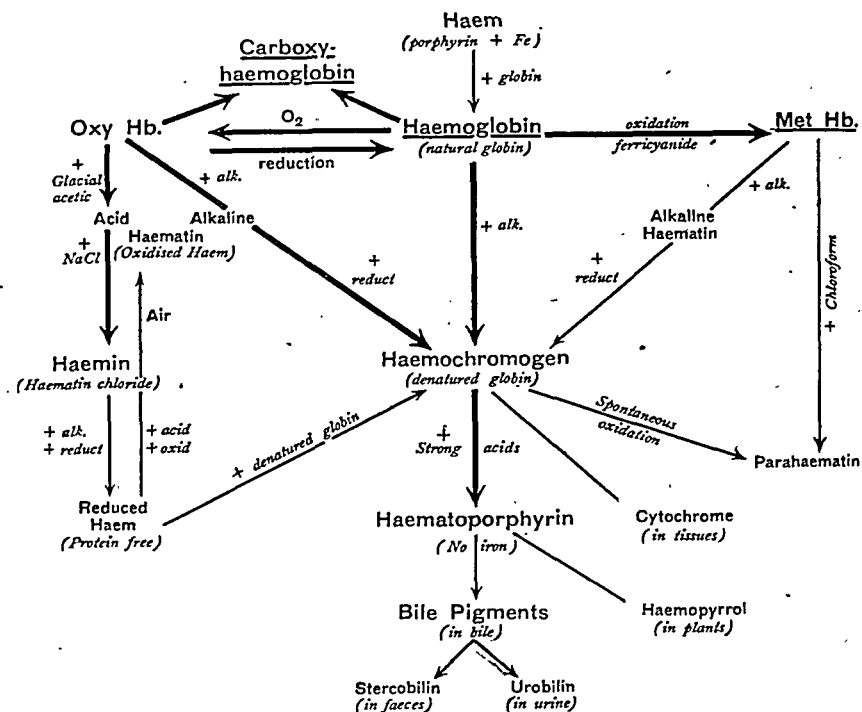 Haem
(porphyrin + Fe)
+ globin
Carboxy-
haemoglobin
Oxy Hb.
O2
reduction
Haemoglobin
(natural globin)
oxidation
ferricyanide
Met Hb.
+
Glacial
acetic
+ alk.
+ alk.
+ alk.
Acid
Alkaline
Haematin
(Oxidised Haem)
+
NaCl
Air
+
reduct
+
reduct
Alkaline
Haematin
+ Chloroform
Haemin
(Haematin chloride)
Haemochromogen
(denatured globin)
+ alk.
+ reduct
+ acid
+ oxid
+ denatured globin
+
Strong acids
Spontaneous
oxidation
Parahaematin
Reduced
Haem
(Protein free)
Haematoporphyrin
(No iron)
Cytochrome
(in tissues)
Bile Pigments
(in bile)
Haemopyrrol
(in plants)
Stercobilin
(in faeces)
Urobilin
(in urine)